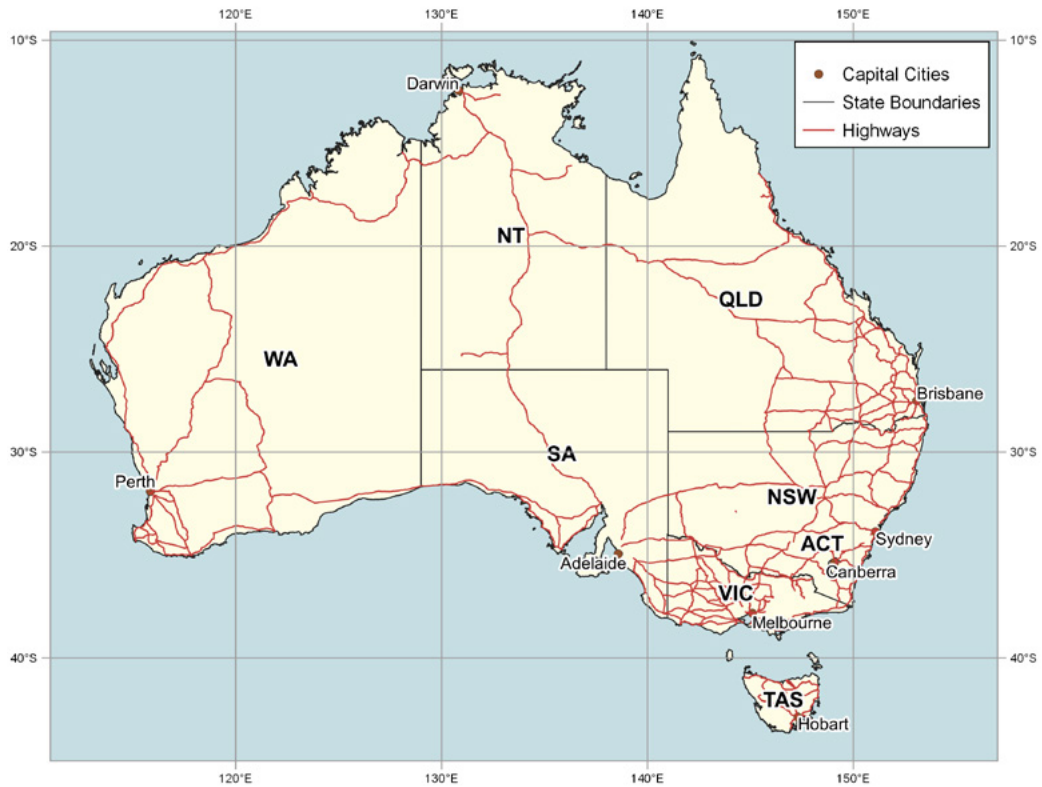 120°E 130°E 140°E 150°E
10°S 10°S
Capital Cities
State Boundaries
Highways
Darwin
NT
20°S 20°S
QLD
WA
Brisbane
SA
30°S 30°S
Perth
NSW
Sydney
ACT
Adelaide
Canberra
VIC
Melbourne
40°S 40°S
TAS
Hobart
120°E 130°E 140°E 150°E